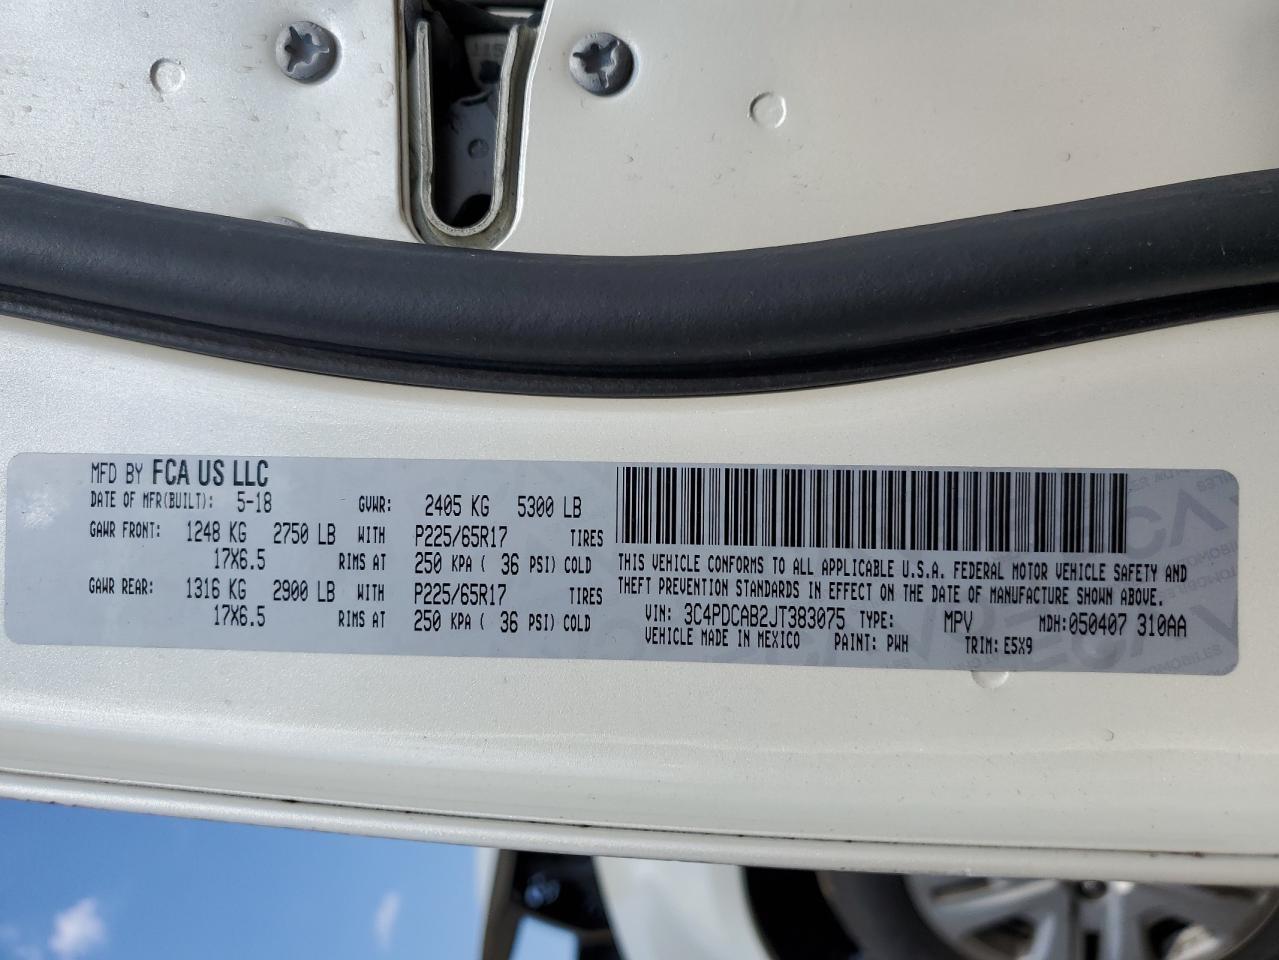 MFD BY FCA US LLC
DATE OF MFR(BUILT): 5-18 GVWR: 2405 KG 5300 LB
GAWR FRONT: 1248 KG 2750 LB WITH P225/65R17 TIRES
17X6.5 RIMS AT 250 KPA ( 36 PSI) COLD
GAWR REAR: 1316 KG 2900 LB WITH P225/65R17 TIRES
17X6.5 RIMS AT 250 KPA ( 36 PSI) COLD
THIS VEHICLE CONFORMS TO ALL APPLICABLE U.S.A. FEDERAL MOTOR VEHICLE SAFETY AND
THEFT PREVENTION STANDARDS IN EFFECT ON THE DATE OF MANUFACTURE SHOWN ABOVE.
VIN: 3C4PDCAB2JT383075 TYPE: MPV MDH:050407 310AA
VEHICLE MADE IN MEXICO PAINT: PWH TRIM: E5X9